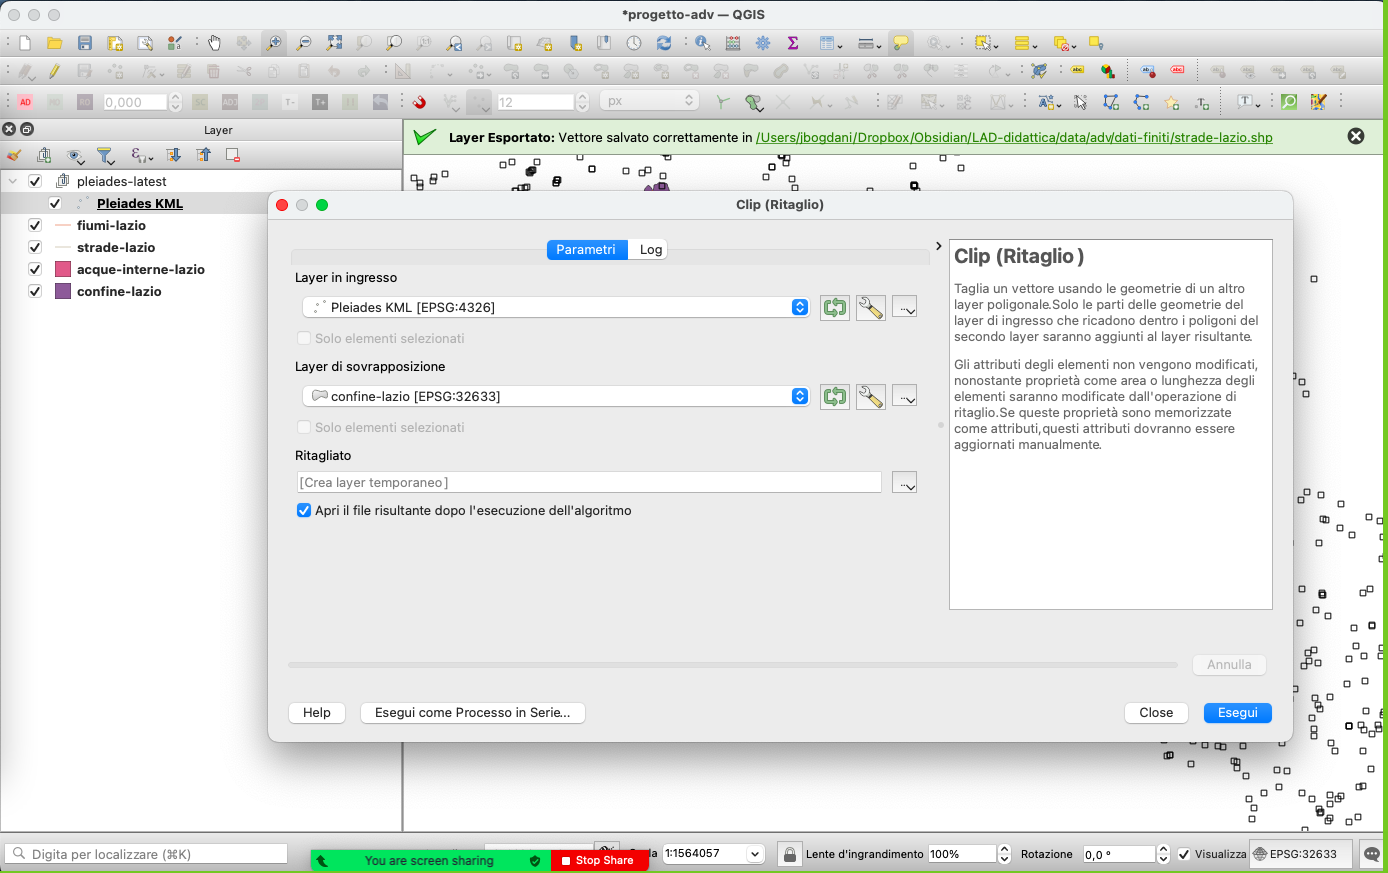 *progetto-adv — QGIS
AD
0,000
T-
T+
12
px
abc
Layer
Layer Esportato: Vettore salvato correttamente in /Users/jbogdani/Dropbox/Obsidian/LAD-didattica/data/adv/dati-finiti/strade-lazio.shp
pleiades-latest
Pleiades KML
fiumi-lazio
strade-lazio
acque-interne-lazio
confine-lazio
Clip (Ritaglio)
Parametri
Log
Layer in ingresso
Pleiades KML [EPSG:4326]
...
Solo elementi selezionati
Layer di sovrapposizione
confine-lazio [EPSG:32633]
...
Solo elementi selezionati
Ritagliato
[Crea layer temporaneo]
...
Apri il file risultante dopo l'esecuzione dell'algoritmo
Clip (Ritaglio )
Taglia un vettore usando le geometrie di un altro
layer poligonale.Solo le parti delle geometrie del
layer di ingresso che ricadono dentro i poligoni del
secondo layer saranno aggiunti al layer risultante.
Gli attributi degli elementi non vengono modificati,
nonostante proprietà come area o lunghezza degli
elementi saranno modificate dall'operazione di
ritaglio.Se queste proprietà sono memorizzate
come attributi,questi attributi dovranno essere
aggiornati manualmente.
Annulla
Help
Esegui come Processo in Serie...
Close
Esegui
Digita per localizzare (⌘K)
You are screen sharing
Stop Share
1:1564057
Lente d'ingrandimento
100%
Rotazione
0,0 °
Visualizza
EPSG:32633